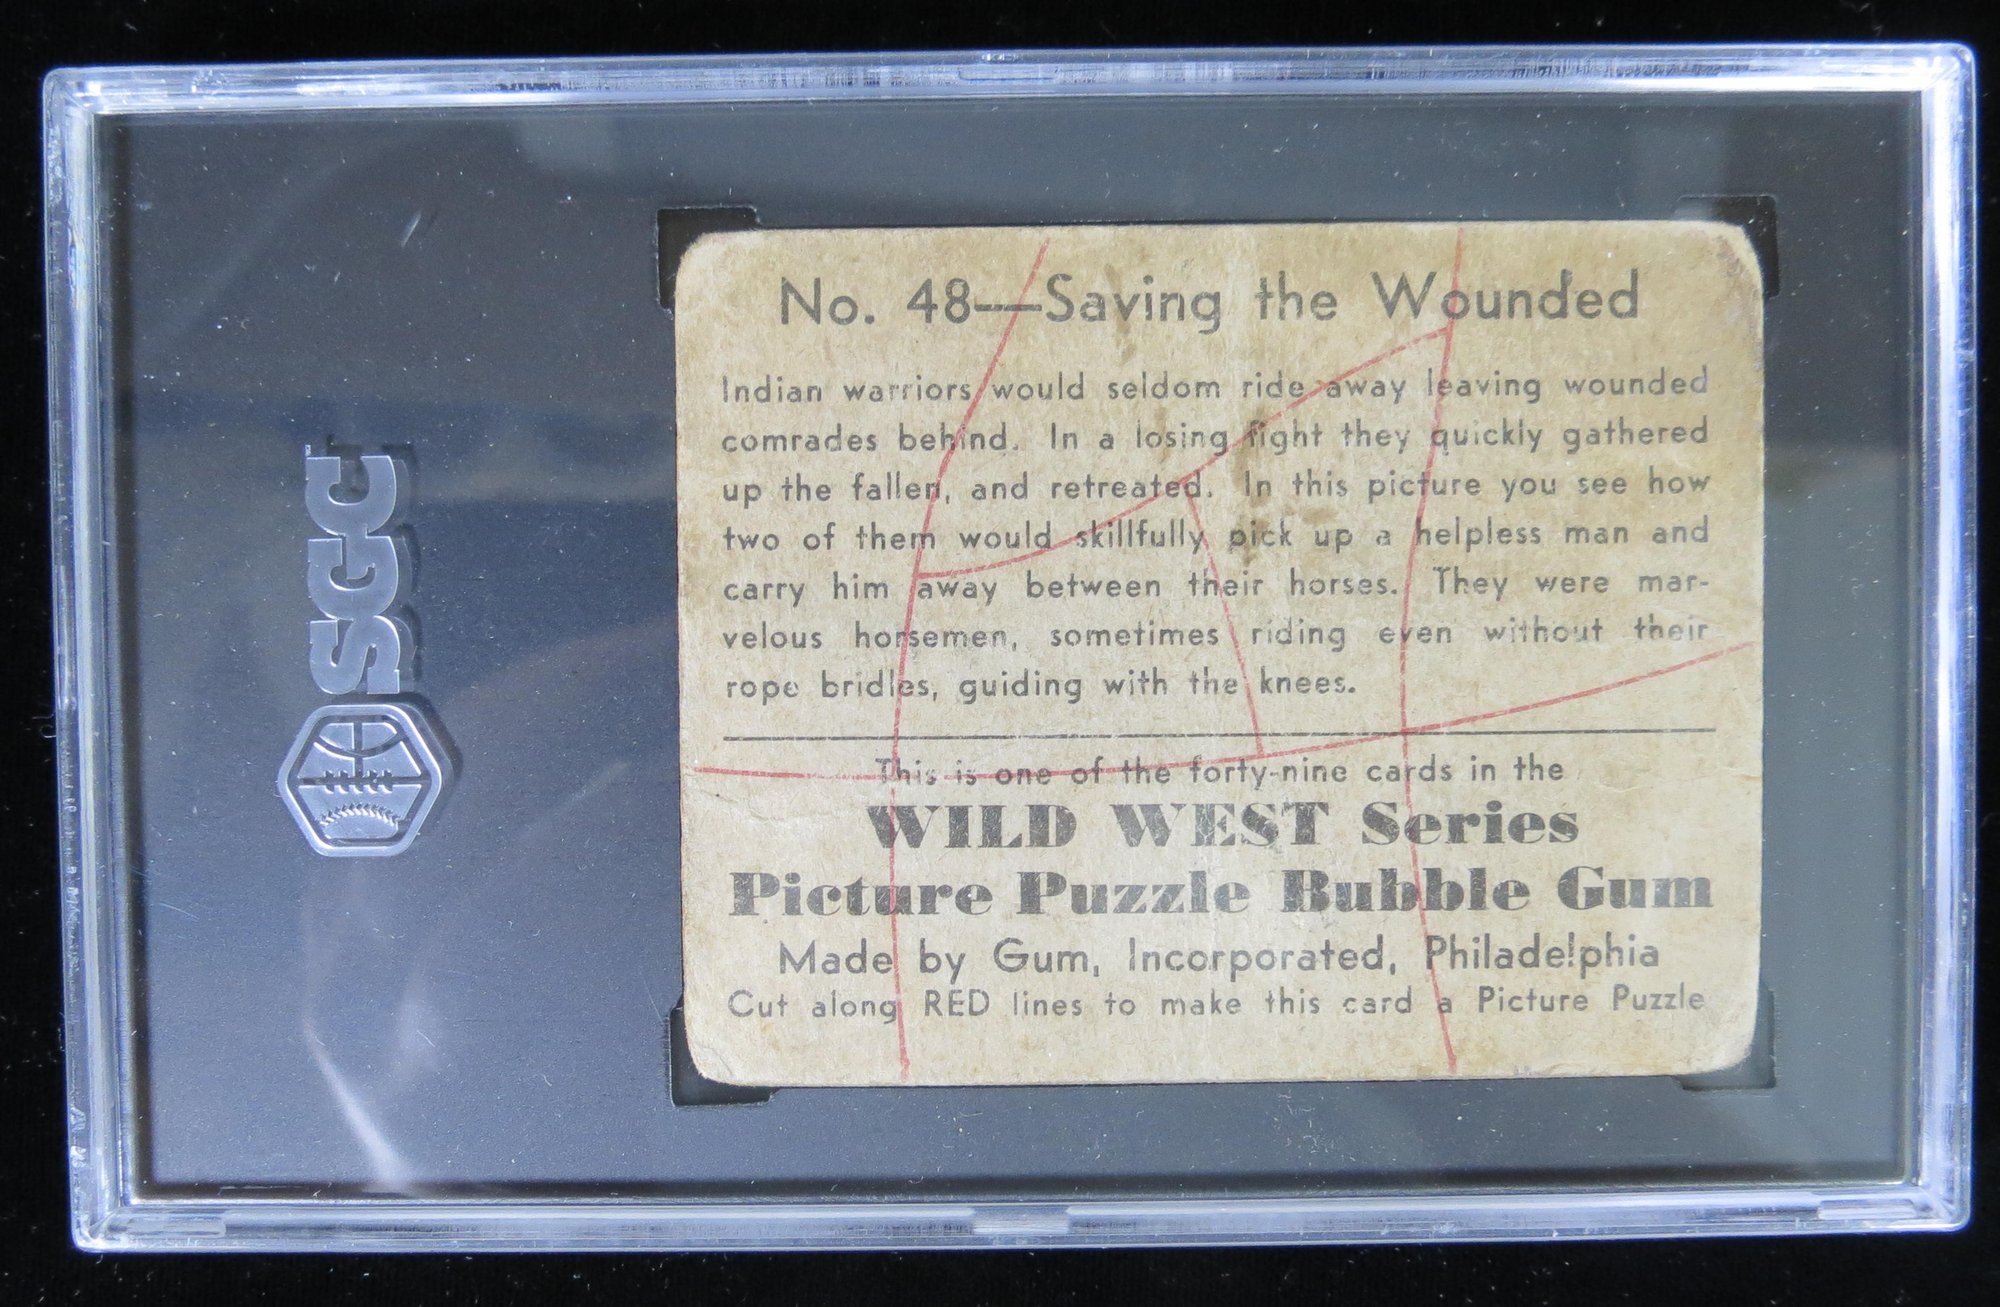 SGC
No. 48—Saving the Wounded
Indian warriors would seldom ride away leaving wounded
comrades behind. In a losing fight they quickly gathered
up the fallen, and retreated. In this picture you see how
two of them would skillfully pick up a helpless man and
carry him away between their horses. They were mar-
velous horsemen, sometimes riding even without their
rope bridles, guiding with the knees.
This is one of the forty-nine cards in the
WILD WEST Series
Picture Puzzle Bubble Gum
Made by Gum, Incorporated, Philadelphia
Cut along RED lines to make this card a Picture Puzzle